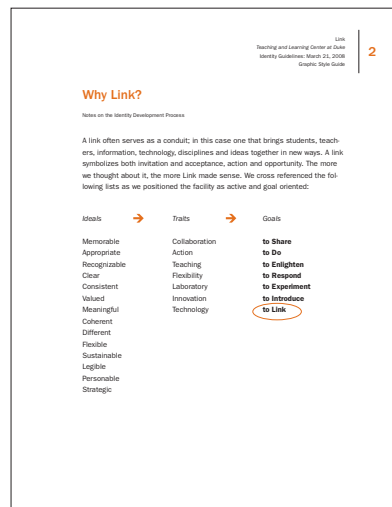 Link
Teaching and Learning Center at Duke
Identity Guidelines: March 21, 2008
Graphic Style Guide
2
Why Link?
Notes on the Identity Development Process
A link often serves as a conduit; in this case one that brings students, teach-
ers, information, technology, disciplines and ideas together in new ways. A link
symbolizes both invitation and acceptance, action and opportunity. The more
we thought about it, the more Link made sense. We cross referenced the fol-
lowing lists as we positioned the facility as active and goal oriented:
Ideals ➔ Traits ➔ Goals
Memorable Collaboration to Share
Appropriate Action to Do
Recognizable Teaching to Enlighten
Clear Flexibility to Respond
Consistent Laboratory to Experiment
Valued Innovation to Introduce
Meaningful Technology to Link
Coherent
Different
Flexible
Sustainable
Legible
Personable
Strategic